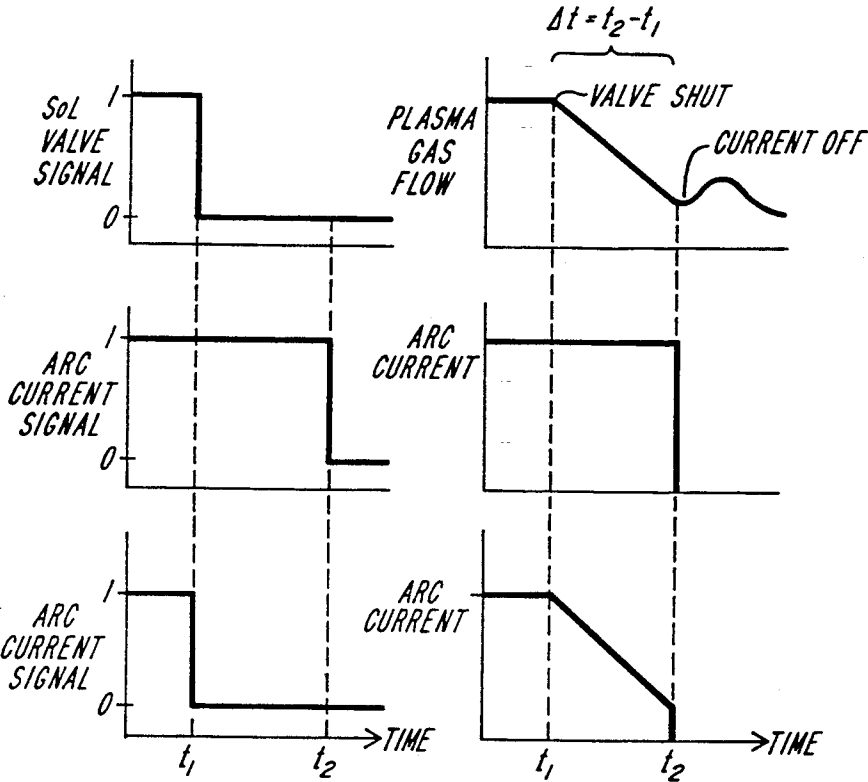 Δt = t2-t1
1
SOL
VALVE
SIGNAL
0
PLASMA
GAS
FLOW
VALVE SHUT
CURRENT OFF
1
ARC
CURRENT
SIGNAL
0
ARC
CURRENT
1
ARC
CURRENT
SIGNAL
0
t1
t2
TIME
ARC
CURRENT
t1
t2
TIME